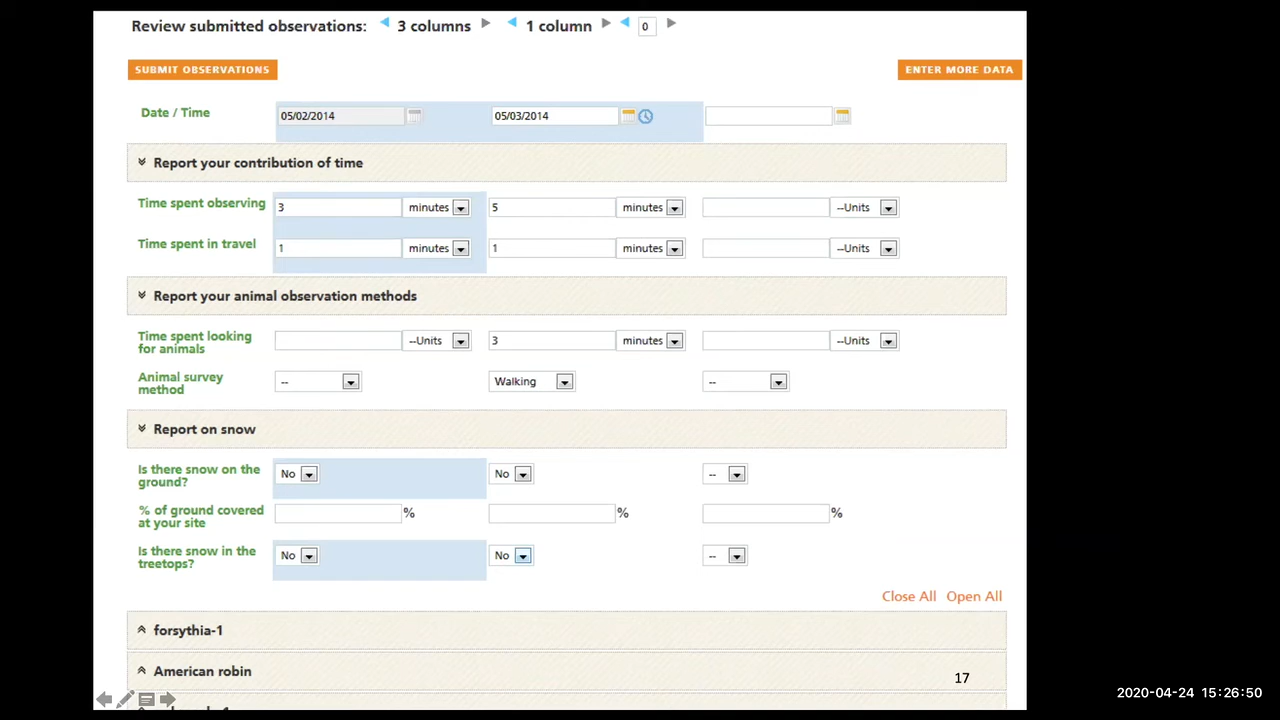 Review submitted observations: 3 columns 1 column 0
SUBMIT OBSERVATIONS ENTER MORE DATA
Date / Time 05/02/2014 05/03/2014
Report your contribution of time
Time spent observing 3 minutes 5 minutes --Units
Time spent in travel 1 minutes 1 minutes --Units
Report your animal observation methods
Time spent looking for animals --Units 3 minutes --Units
Animal survey method -- Walking --
Report on snow
Is there snow on the ground? No No --
% of ground covered at your site % % %
Is there snow in the treetops? No No --
Close All Open All
forsythia-1
American robin
17
2020-04-24 15:26:50